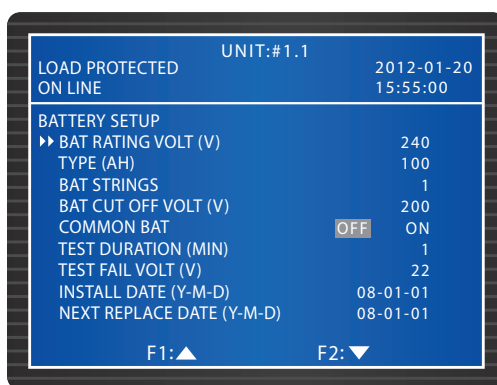 UNIT:#1.1
LOAD PROTECTED 2012-01-20
ON LINE 15:55:00
BATTERY SETUP
BAT RATING VOLT (V) 240
TYPE (AH) 100
BAT STRINGS 1
BAT CUT OFF VOLT (V) 200
COMMON BAT OFF ON
TEST DURATION (MIN) 1
TEST FAIL VOLT (V) 22
INSTALL DATE (Y-M-D) 08-01-01
NEXT REPLACE DATE (Y-M-D) 08-01-01
F1:▲ F2:▼